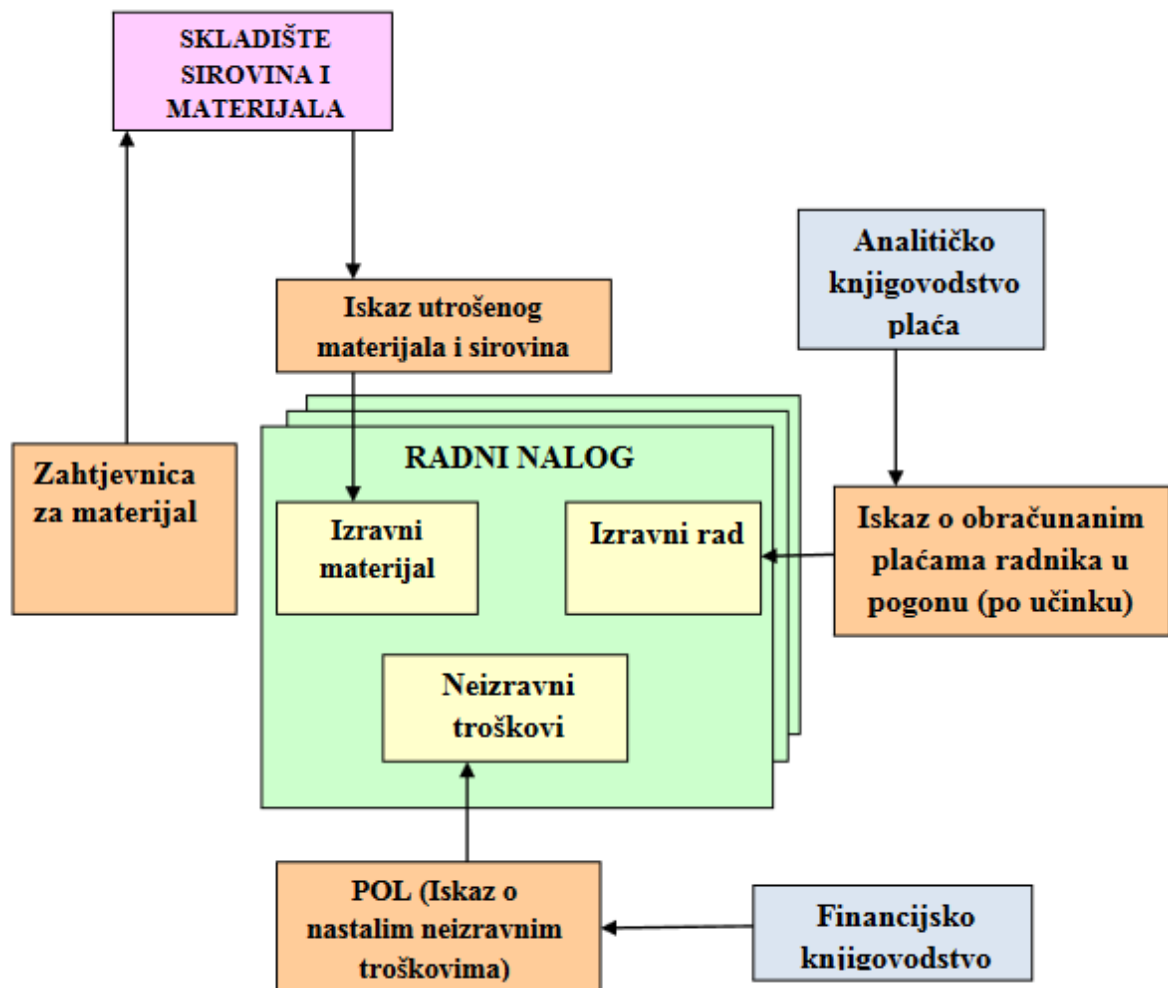 SKLADIŠTE
SIROVINA I
MATERIJALA
Analitičko
knjigovodstvo
plaća
Iskaz utrošenog
materijala i sirovina
Zahtjevnica
za materijal
RADNI NALOG
Izravni
materijal
Izravni rad
Iskaz o obračunanim
plaćama radnika u
pogonu (po učinku)
Neizravni
troškovi
POL (Iskaz o
nastalim neizravnim
troškovima)
Financijsko
knjigovodstvo